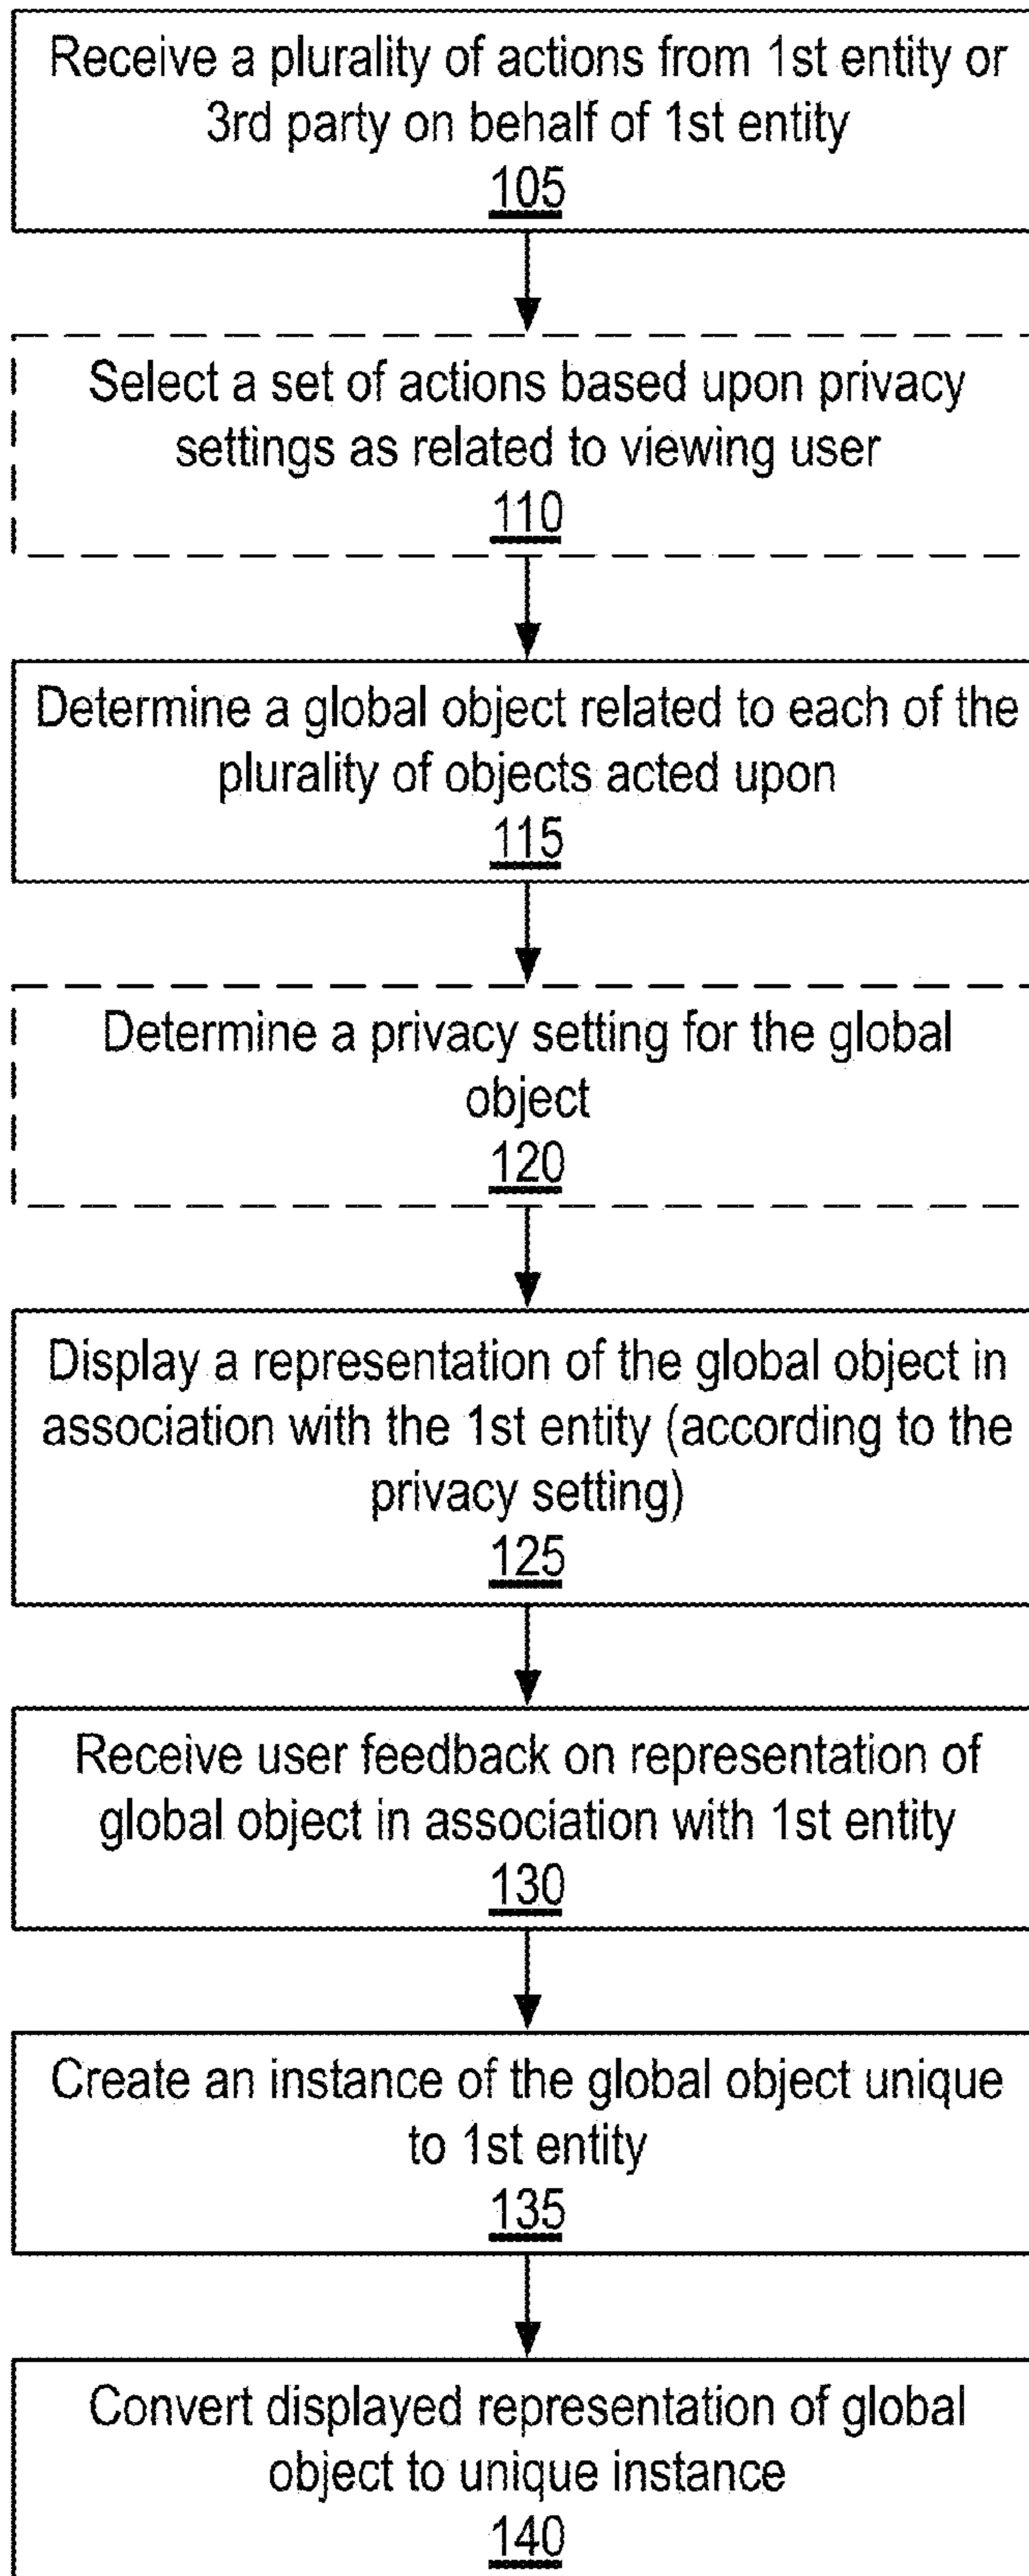 Receive a plurality of actions from 1st entity or
3rd party on behalf of 1st entity
105
Select a set of actions based upon privacy
settings as related to viewing user
110
Determine a global object related to each of the
plurality of objects acted upon
115
Determine a privacy setting for the global
object
120
Display a representation of the global object in
association with the 1st entity (according to the
privacy setting)
125
Receive user feedback on representation of
global object in association with 1st entity
130
Create an instance of the global object unique
to 1st entity
135
Convert displayed representation of global
object to unique instance
140